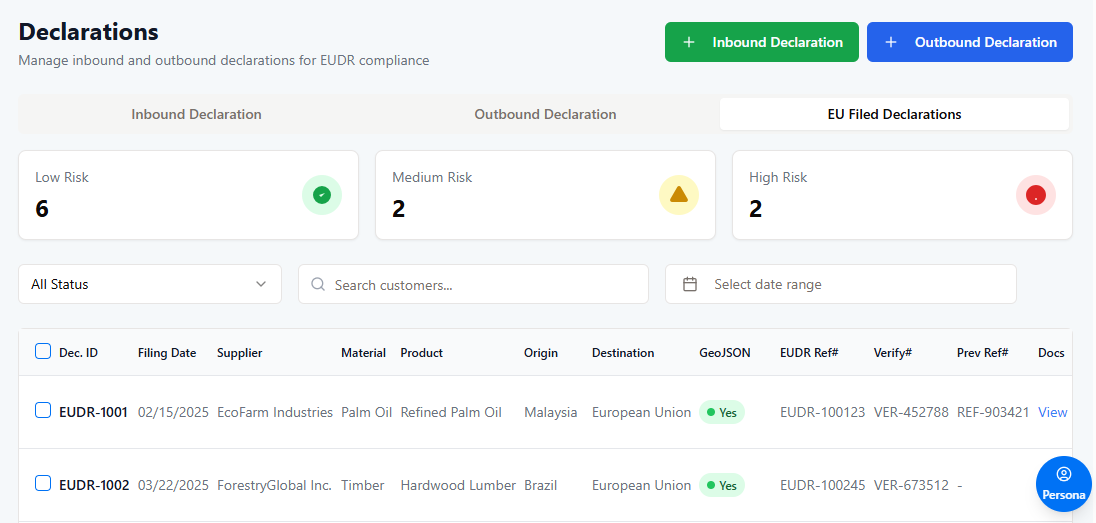 Declarations
Manage inbound and outbound declarations for EUDR compliance
+ Inbound Declaration
+ Outbound Declaration
Inbound Declaration Outbound Declaration EU Filed Declarations
Low Risk Medium Risk High Risk
6 2 2
All Status Search customers... Select date range
Dec. ID Filing Date Supplier Material Product Origin Destination GeoJSON EUDR Ref# Verify# Prev Ref# Docs
EUDR-1001 02/15/2025 EcoFarm Industries Palm Oil Refined Palm Oil Malaysia European Union Yes EUDR-100123 VER-452788 REF-903421 View
EUDR-1002 03/22/2025 ForestryGlobal Inc. Timber Hardwood Lumber Brazil European Union Yes EUDR-100245 VER-673512 -
Persona